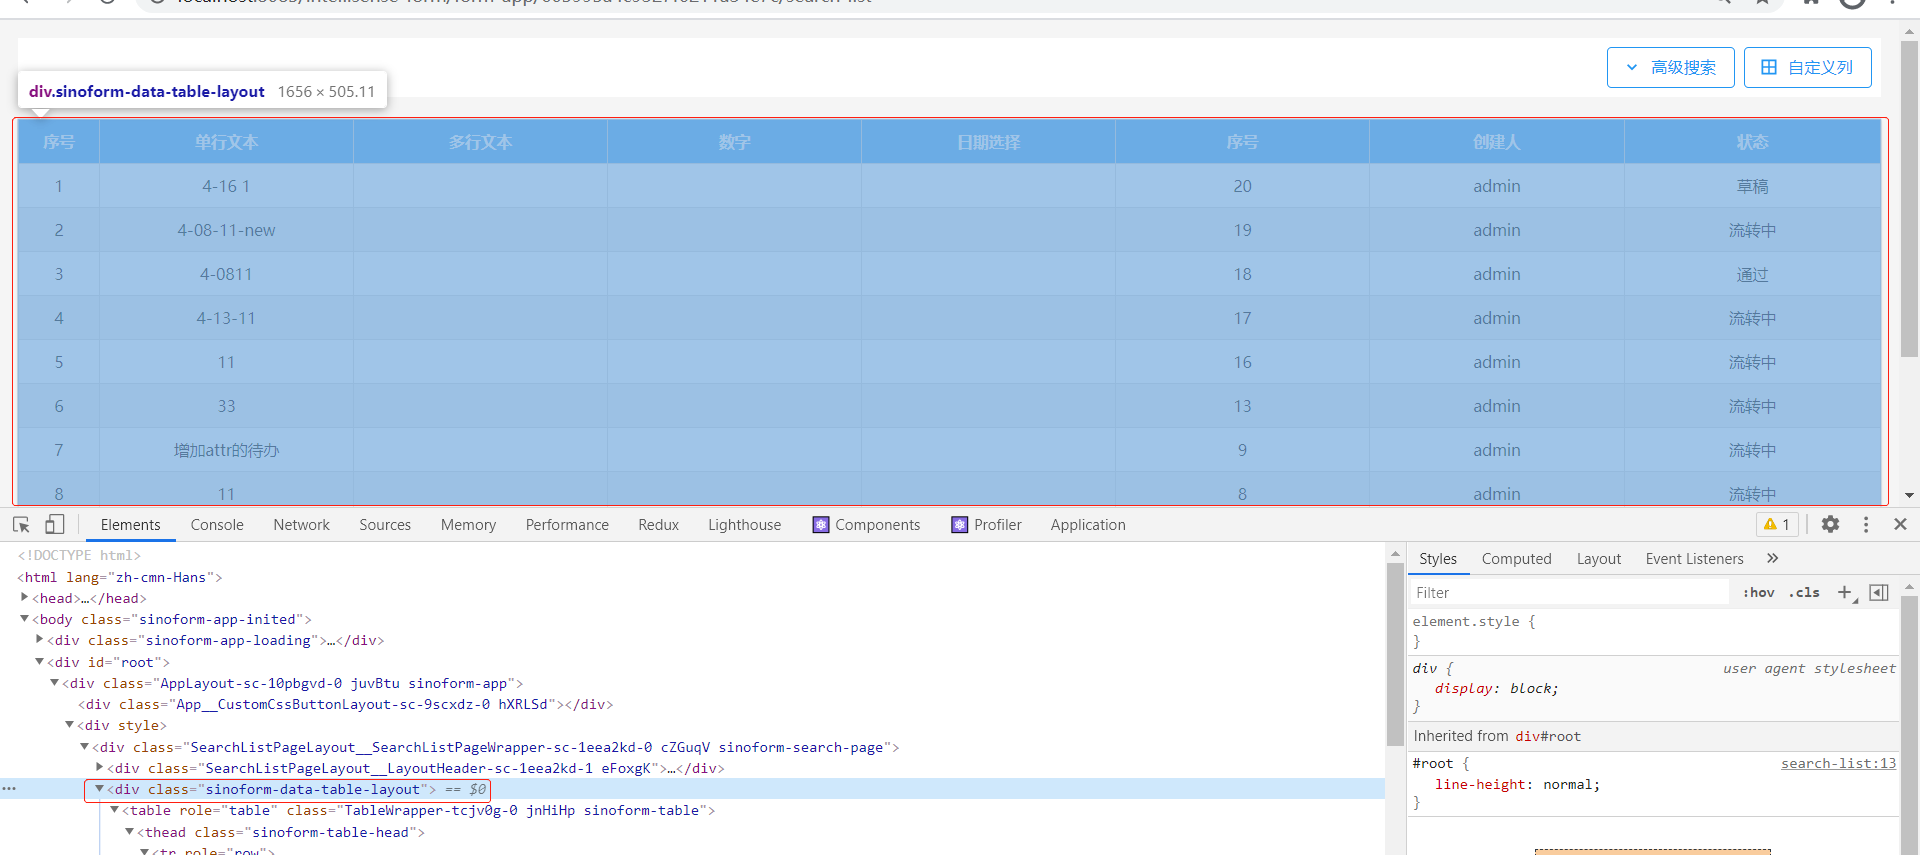 高级搜索 自定义列
div.sinoform-data-table-layout 1656 × 505.11
序号 单行文本 多行文本 数字 日期选择 序号 创建人 状态
1 4-16 1 20 admin 草稿
2 4-08-11-new 19 admin 流转中
3 4-0811 18 admin 通过
4 4-13-11 17 admin 流转中
5 11 16 admin 流转中
6 33 13 admin 流转中
7 增加attr的待办 9 admin 流转中
8 11 8 admin 流转中
Elements Console Network Sources Memory Performance Redux Lighthouse Components Profiler Application 1
<!DOCTYPE html>
<html lang="zh-cmn-Hans">
<head>…</head>
<body class="sinoform-app-inited">
<div class="sinoform-app-loading">…</div>
<div id="root">
<div class="AppLayout-sc-10pbgvd-0 juvBtu sinoform-app">
<div class="App__CustomCssButtonLayout-sc-9scxdz-0 hXRLSd"></div>
<div style>
<div class="SearchListPageLayout__SearchListPageWrapper-sc-1eea2kd-0 cZGuqV sinoform-search-page">
<div class="SearchListPageLayout__LayoutHeader-sc-1eea2kd-1 eFoxgK">…</div>
<div class="sinoform-data-table-layout"> == $0
<table role="table" class="TableWrapper-tcjv0g-0 jnHiHp sinoform-table">
<thead class="sinoform-table-head">
<tr role="row">
Styles Computed Layout Event Listeners
Filter :hov .cls
element.style {
}
div { user agent stylesheet
display: block;
}
Inherited from div#root
#root { search-list:13
line-height: normal;
}